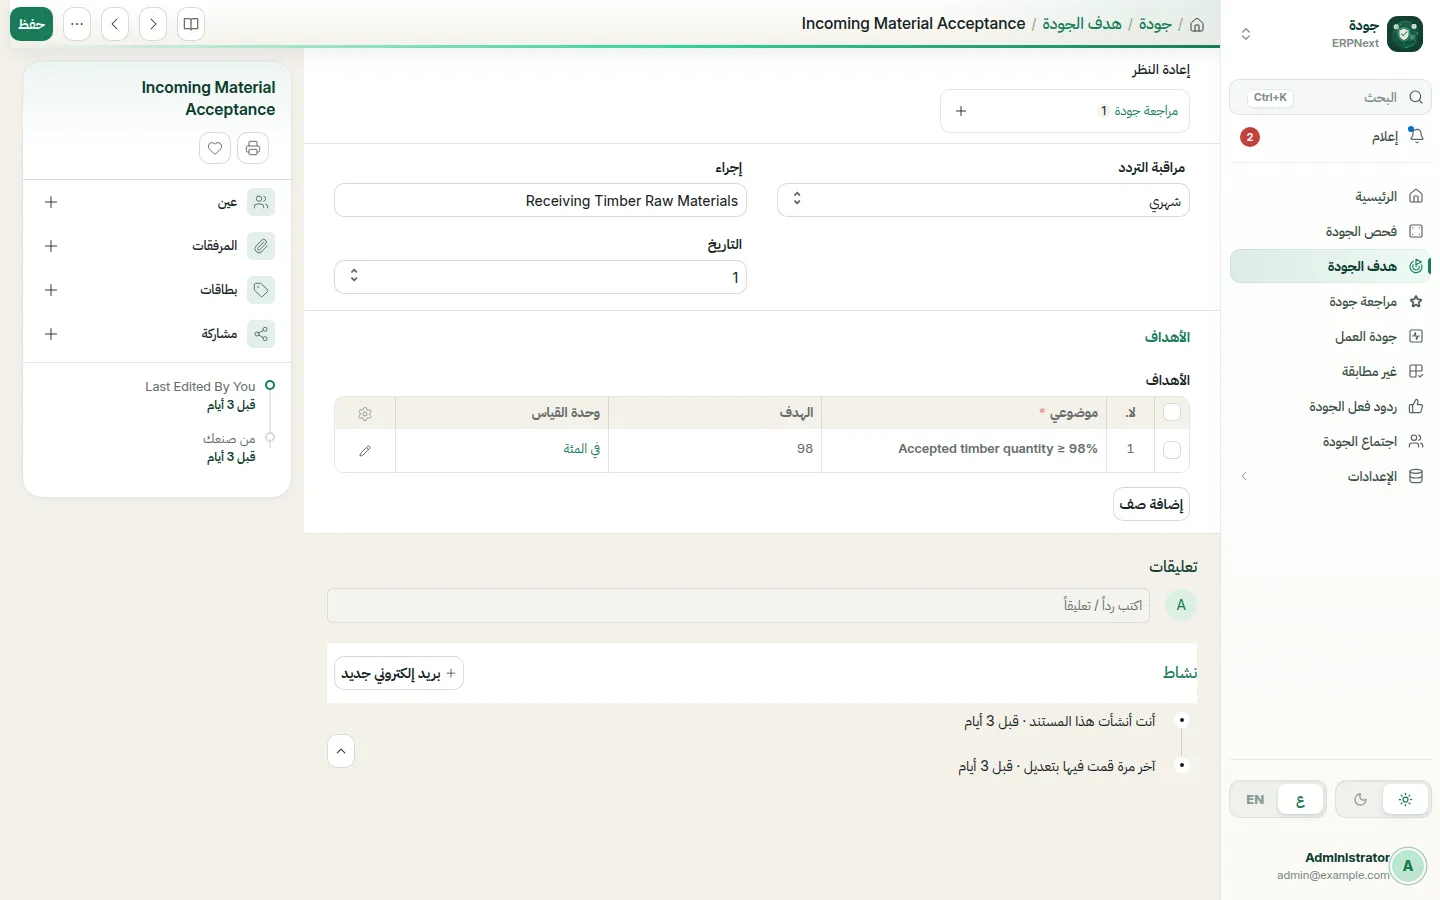 جودة
ERPNext
البحث
Ctrl+K
إعلام
2
الرئيسية
فحص الجودة
هدف الجودة
مراجعة جودة
جودة العمل
غير مطابقة
ردود فعل الجودة
اجتماع الجودة
الإعدادات
ع
EN
Administrator
admin@example.com
A
جودة / هدف الجودة / Incoming Material Acceptance
حفظ
إعادة النظر
مراجعة جودة 1
مراقبة التردد
شهري
إجراء
Receiving Timber Raw Materials
التاريخ
1
الأهداف
الأهداف
لا. موضوعي * الهدف وحدة القياس
1 Accepted timber quantity ≥ 98% 98 في المئة
إضافة صف
تعليقات
A
اكتب رداً / تعليقاً
نشاط
بريد إلكتروني جديد
أنت أنشأت هذا المستند · قبل 3 أيام
آخر مرة قمت فيها بتعديل · قبل 3 أيام
Incoming Material
Acceptance
عين
المرفقات
بطاقات
مشاركة
Last Edited By You
قبل 3 أيام
من صنعك
قبل 3 أيام